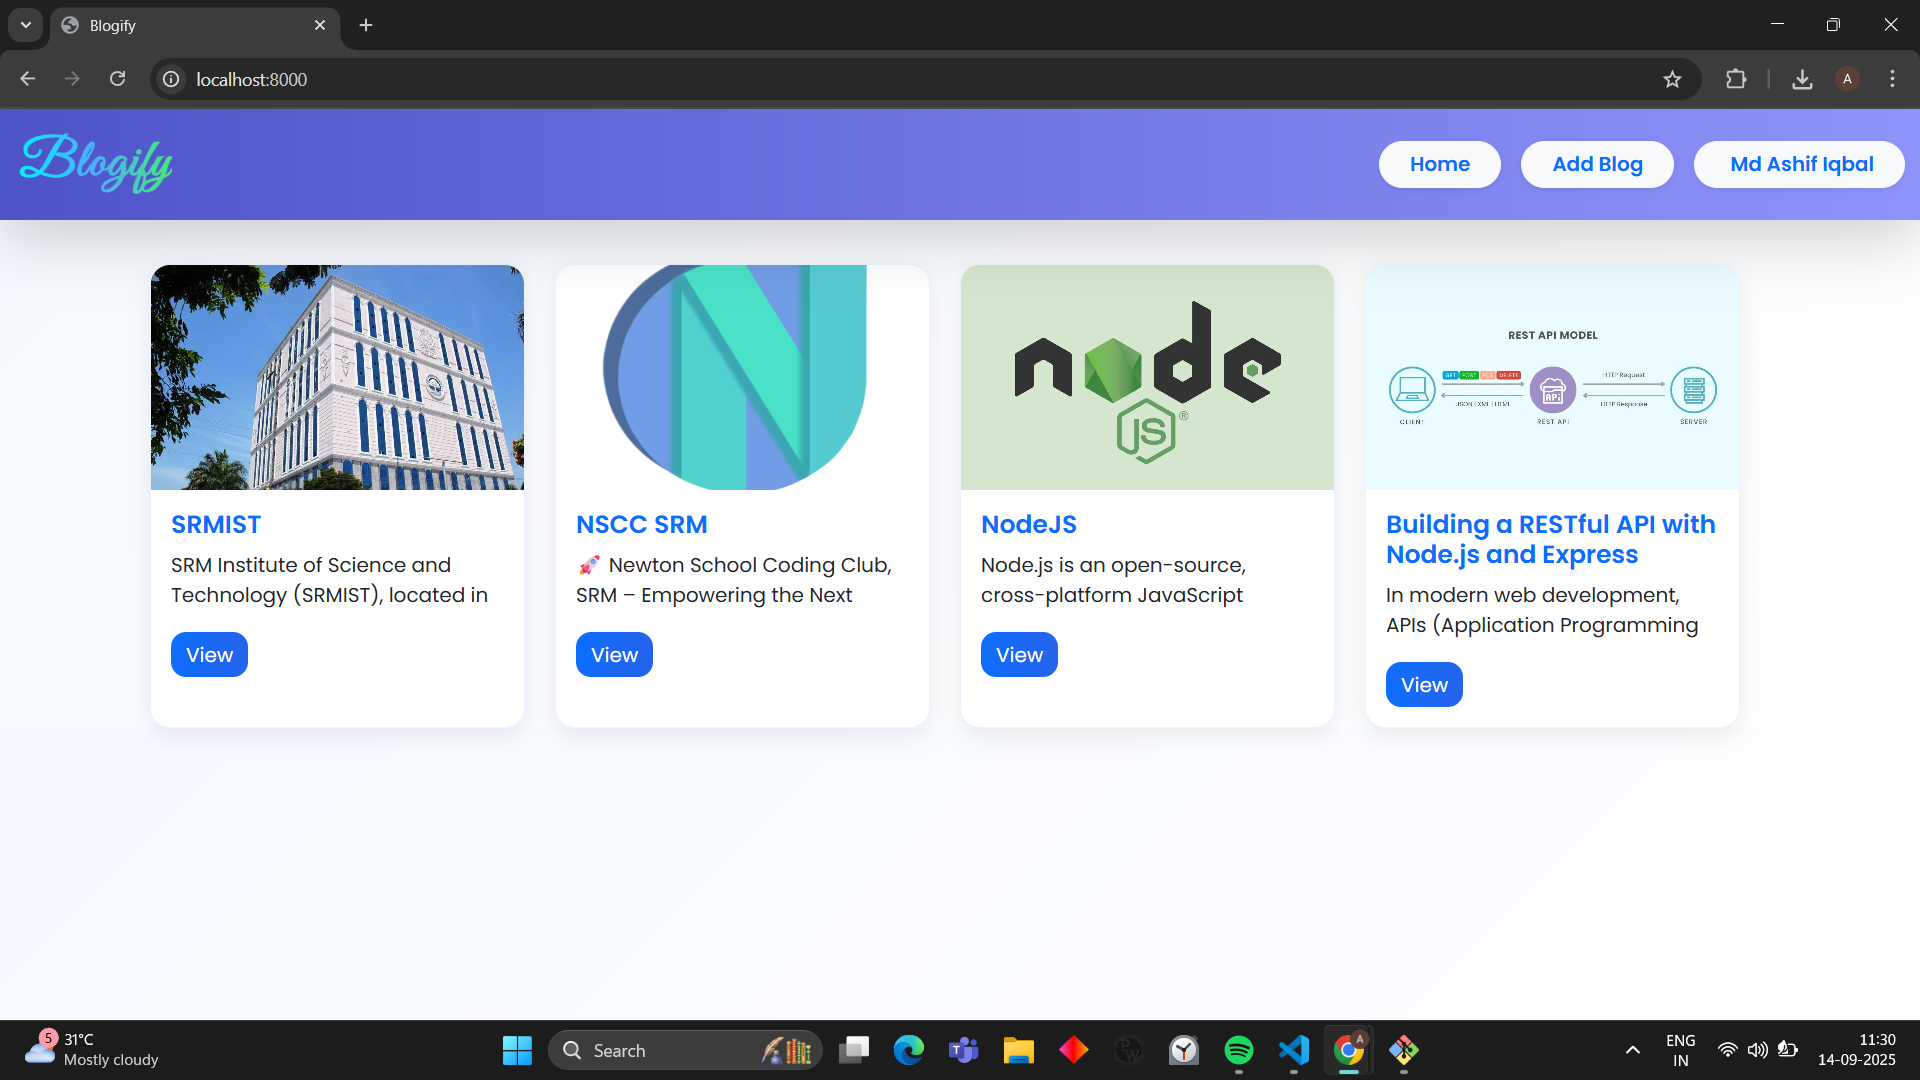 Blogify
localhost:8000
A
Blogify
Home
Add Blog
Md Ashif Iqbal
node
JS®
REST API MODEL
GET POST PUT DELETE
HTTP Request
API
JSON | XML | HTML
HTTP Response
CLIENT
REST API
SERVER
SRMIST
SRM Institute of Science and
Technology (SRMIST), located in
View
NSCC SRM
🚀 Newton School Coding Club,
SRM – Empowering the Next
View
NodeJS
Node.js is an open-source,
cross-platform JavaScript
View
Building a RESTful API with
Node.js and Express
In modern web development,
APIs (Application Programming
View
5
31°C
Mostly cloudy
Search
T
A
ENG
IN
11:30
14-09-2025